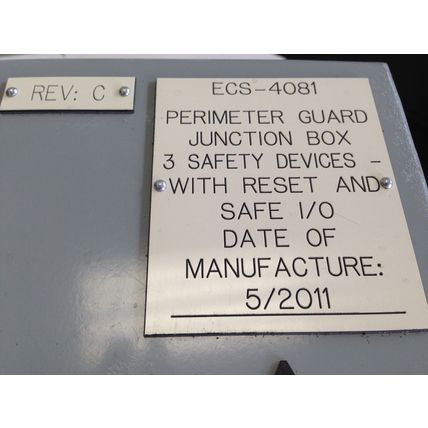 REV: C
ECS-4081
PERIMETER GUARD
JUNCTION BOX
3 SAFETY DEVICES -
WITH RESET AND
SAFE I/O
DATE OF
MANUFACTURE:
5/2011